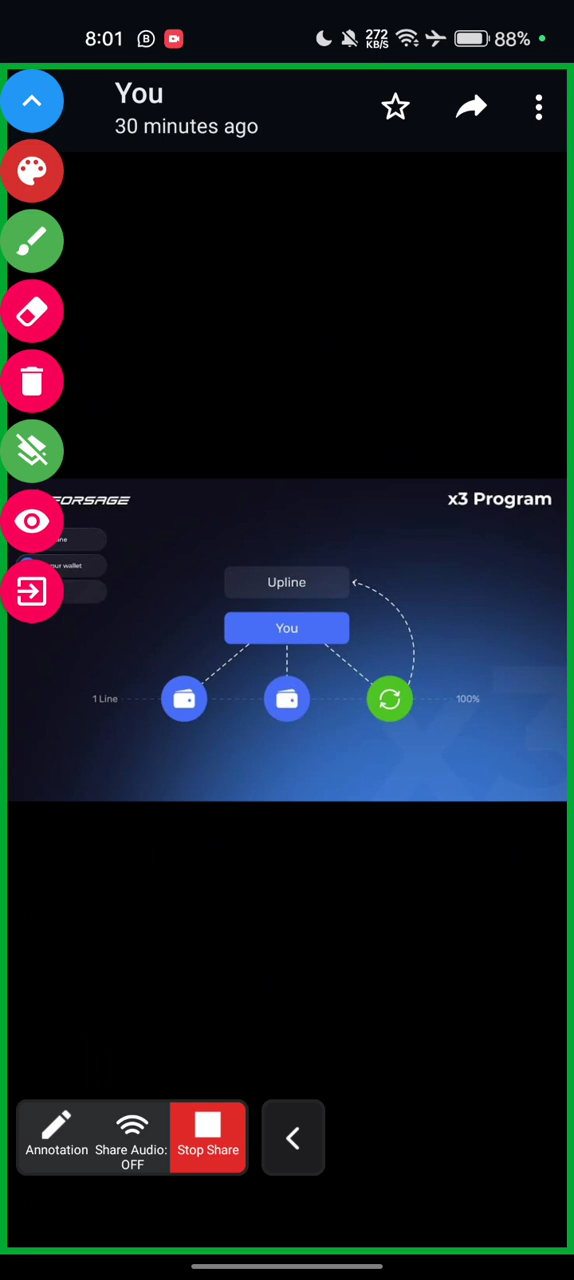 8:01
B
272
KB/S
88%
You
30 minutes ago
FORSAGE
x3 Program
wallet
Upline
You
1 Line
100%
x3
Annotation
Share Audio:
OFF
Stop Share